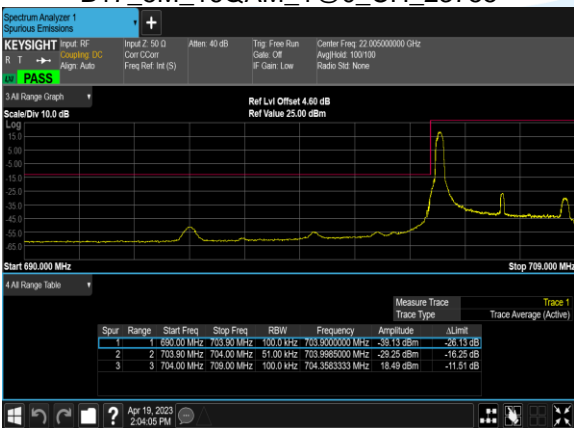 Spectrum Analyzer 1
Spurious Emissions
+
KEYSIGHT Input: RF Input Z: 50 Ω Atten: 40 dB Trig: Free Run Center Freq: 22.005000000 GHz
R T Coupling: DC Corr CCorr Gate: Off Avg|Hold: 100/100
Align: Auto Freq Ref: Int (S) IF Gain: Low Radio Std: None
PASS
3 All Range Graph
Ref Lvl Offset 4.60 dB
Scale/Div 10.0 dB Ref Value 25.00 dBm
Log
15.0
5.00
-5.00
-15.0
-25.0
-35.0
-45.0
-55.0
-65.0
Start 690.000 MHz Stop 709.000 MHz
4 All Range Table
Measure Trace Trace 1
Trace Type Trace Average (Active)
Spur Range Start Freq Stop Freq RBW Frequency Amplitude ΔLimit
1 1 690.00 MHz 703.90 MHz 100.0 kHz 703.9000000 MHz -39.13 dBm -26.13 dB
2 2 703.90 MHz 704.00 MHz 51.00 kHz 703.9985000 MHz -29.25 dBm -16.25 dB
3 3 704.00 MHz 709.00 MHz 100.0 kHz 704.3583333 MHz 18.49 dBm -11.51 dB
? Apr 19, 2023
2:04:05 PM